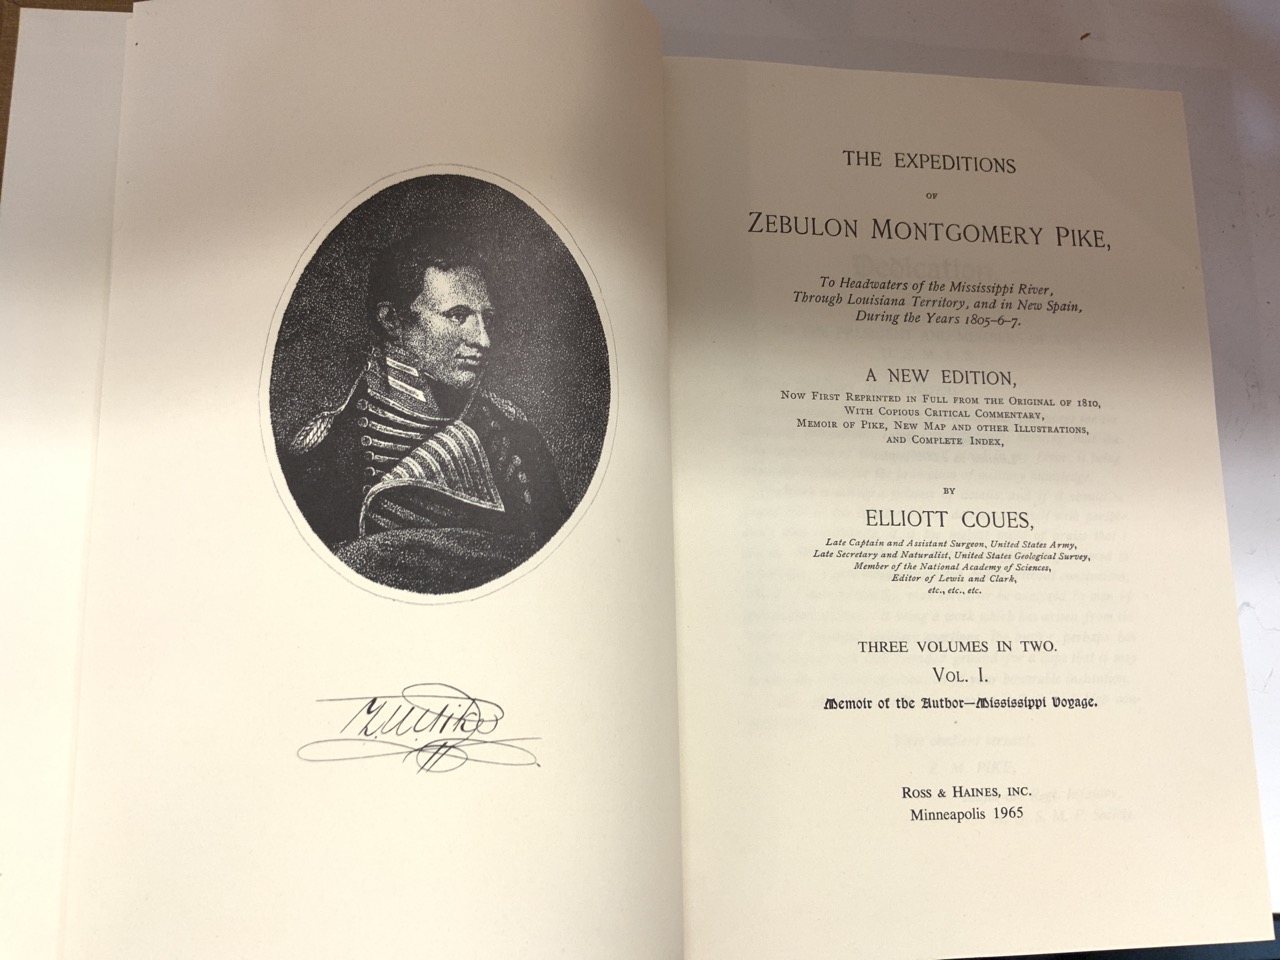 Z.M. Pike
THE EXPEDITIONS
OF
ZEBULON MONTGOMERY PIKE,
To Headwaters of the Mississippi River,
Through Louisiana Territory, and in New Spain,
During the Years 1805-6-7.
A NEW EDITION,
NOW FIRST REPRINTED IN FULL FROM THE ORIGINAL OF 1810,
WITH COPIOUS CRITICAL COMMENTARY,
MEMOIR OF PIKE, NEW MAP AND OTHER ILLUSTRATIONS,
AND COMPLETE INDEX,
BY
ELLIOTT COUES,
Late Captain and Assistant Surgeon, United States Army,
Late Secretary and Naturalist, United States Geological Survey,
Member of the National Academy of Sciences,
Editor of Lewis and Clark,
etc., etc., etc.
THREE VOLUMES IN TWO.
VOL. I.
Memoir of the Author—Mississippi Voyage.
ROSS & HAINES, INC.
Minneapolis 1965